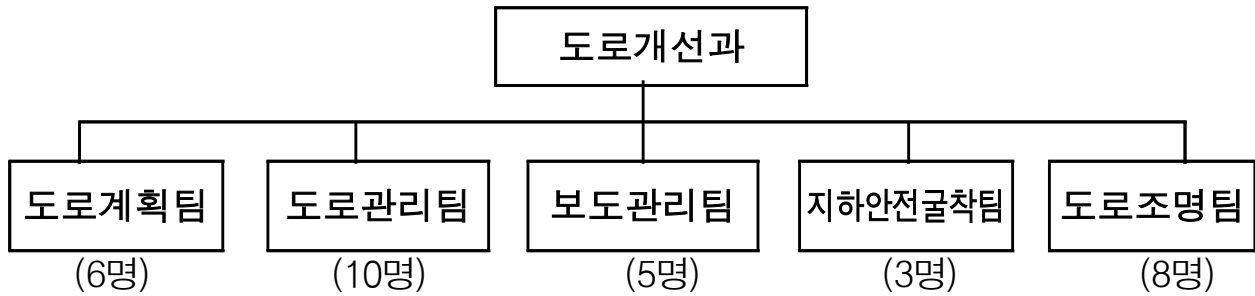 도로개선과
도로계획팀 도로관리팀 보도관리팀 지하안전굴착팀 도로조명팀
(6명) (10명) (5명) (3명) (8명)